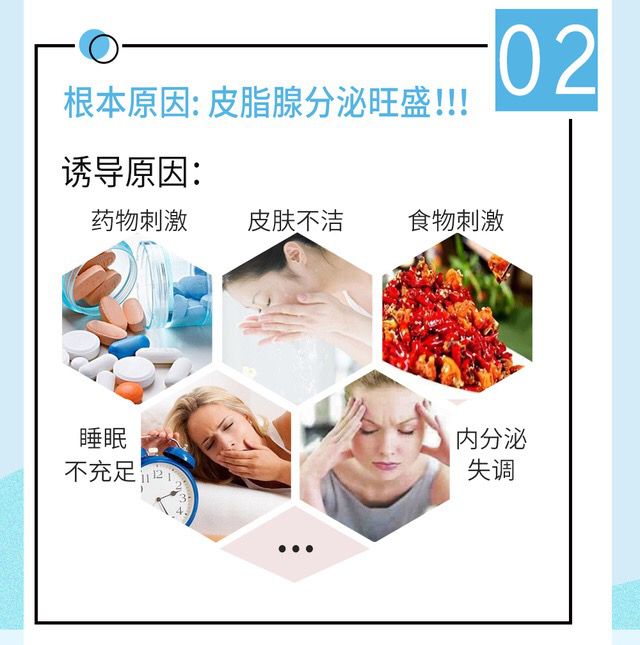 02
根本原因: 皮脂腺分泌旺盛!!!
诱导原因：
药物刺激
皮肤不洁
食物刺激
睡眠
不充足
内分泌
失调
•••